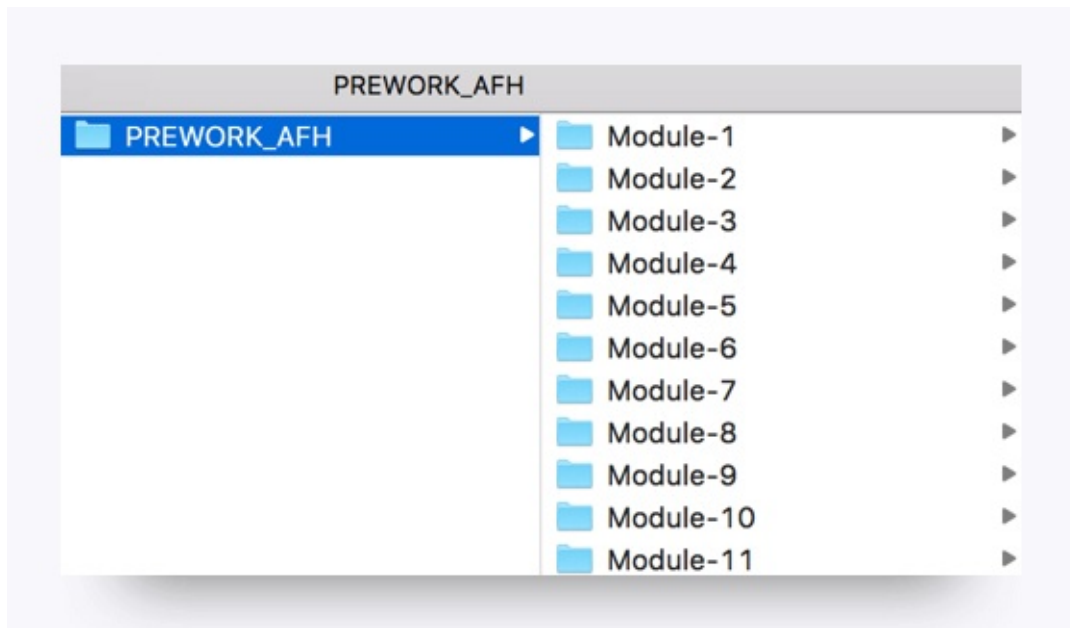 PREWORK_AFH
PREWORK_AFH
Module-1
Module-2
Module-3
Module-4
Module-5
Module-6
Module-7
Module-8
Module-9
Module-10
Module-11